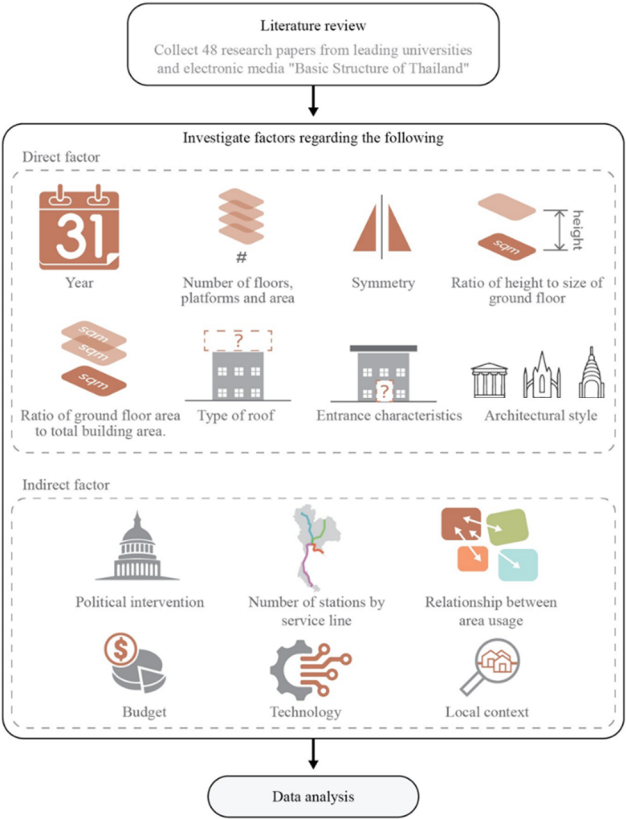 Literature review
Collect 48 research papers from leading universities
and electronic media "Basic Structure of Thailand"
Investigate factors regarding the following
Direct factor
31
#
height
sqm
Year
Number of floors,
platforms and area
Symmetry
Ratio of height to size of
ground floor
sqm
sqm
sqm
?
?
Ratio of ground floor area
to total building area.
Type of roof
Entrance characteristics
Architectural style
Indirect factor
Political intervention
Number of stations by
service line
Relationship between
area usage
$
Budget
Technology
Local context
Data analysis